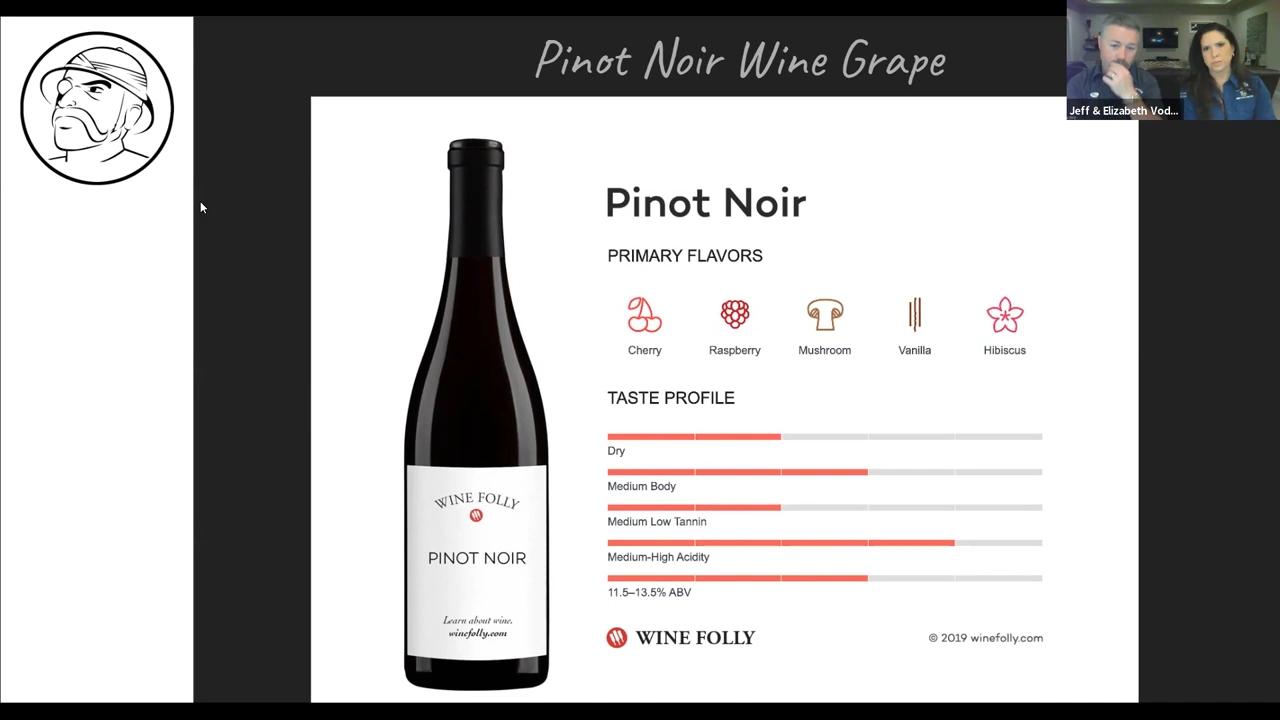 Pinot Noir Wine Grape
Jeff & Elizabeth Vod...
Pinot Noir
PRIMARY FLAVORS
Cherry Raspberry Mushroom Vanilla Hibiscus
TASTE PROFILE
Dry
Medium Body
Medium Low Tannin
Medium-High Acidity
11.5–13.5% ABV
WINE FOLLY
© 2019 winefolly.com
WINE FOLLY
PINOT NOIR
Learn about wine.
winefolly.com